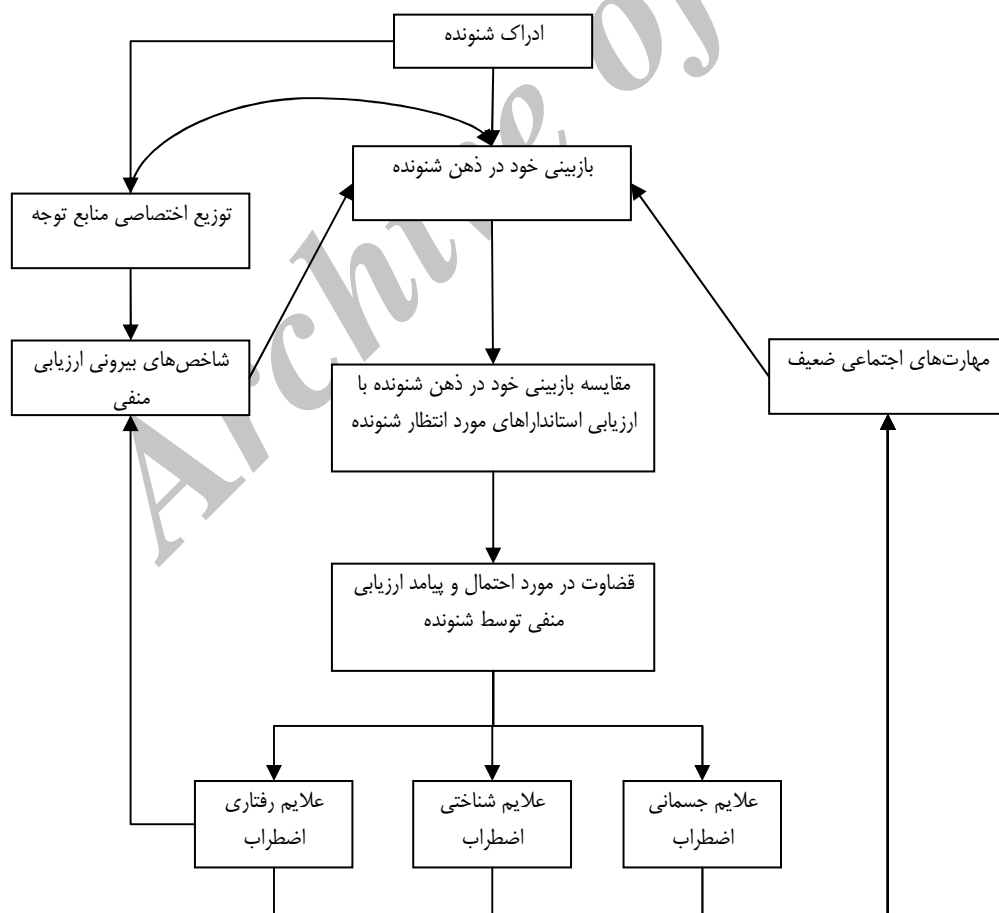 ادراک شنونده
بازبینی خود در ذهن شنونده
توزیع اختصاصی منابع توجه
شاخص‌های بیرونی ارزیابی
منفی
مهارت‌های اجتماعی ضعیف
مقایسه بازبینی خود در ذهن شنونده با
ارزیابی استانداراهای مورد انتظار شنونده
قضاوت در مورد احتمال و پیامد ارزیابی
منفی توسط شنونده
علایم رفتاری
اضطراب
علایم شناختی
اضطراب
علایم جسمانی
اضطراب
Archive of